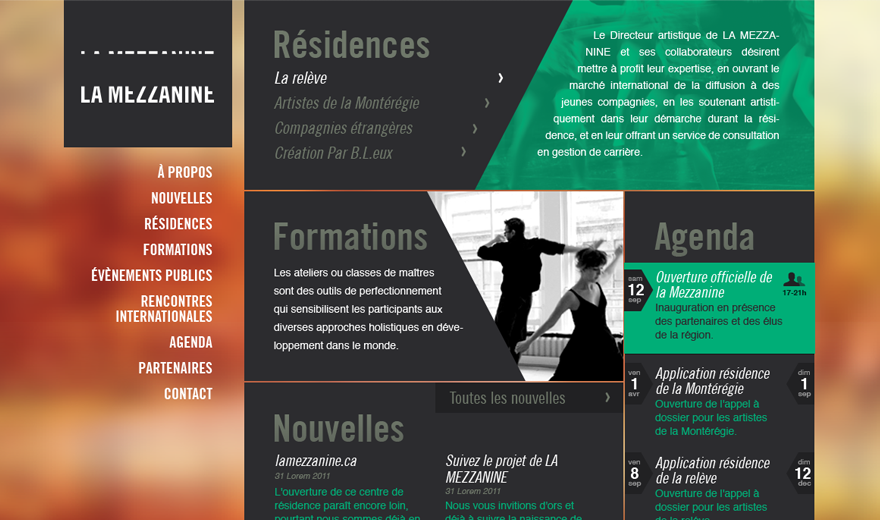 LA MEZZANINE
À PROPOS
NOUVELLES
RÉSIDENCES
FORMATIONS
ÉVÈNEMENTS PUBLICS
RENCONTRES
INTERNATIONALES
AGENDA
PARTENAIRES
CONTACT
Résidences
La relève
Artistes de la Montérégie
Compagnies étrangères
Création Par B.L.eux
Le Directeur artistique de LA MEZZA-
NINE et ses collaborateurs désirent
mettre à profit leur expertise, en ouvrant le
marché international de la diffusion à des
jeunes compagnies, en les soutenant artisti-
quement dans leur démarche durant la rési-
dence, et en leur offrant un service de consultation
en gestion de carrière.
Formations
Les ateliers ou classes de maîtres
sont des outils de perfectionnement
qui sensibilisent les participants aux
diverses approches holistiques en déve-
loppement dans le monde.
Agenda
sam
12
sep
Ouverture officielle de
la Mezzanine
17-21h
Inauguration en présence
des partenaires et des élus
de la région.
ven
1
avr
Application résidence
de la Montérégie
Ouverture de l'appel à
dossier pour les artistes
de la Montérégie.
dim
1
sep
ven
8
sep
Application résidence
de la relève
Ouverture de l'appel à
dossier pour les artistes
dim
12
dec
Toutes les nouvelles
Nouvelles
lamezzanine.ca
31 Lorem 2011
L'ouverture de ce centre de
résidence paraît encore loin,
pourtant nous sommes déjà en
Suivez le projet de LA
MEZZANINE
31 Lorem 2011
Nous vous invitions d'ors et
déjà à suivre la naissance de